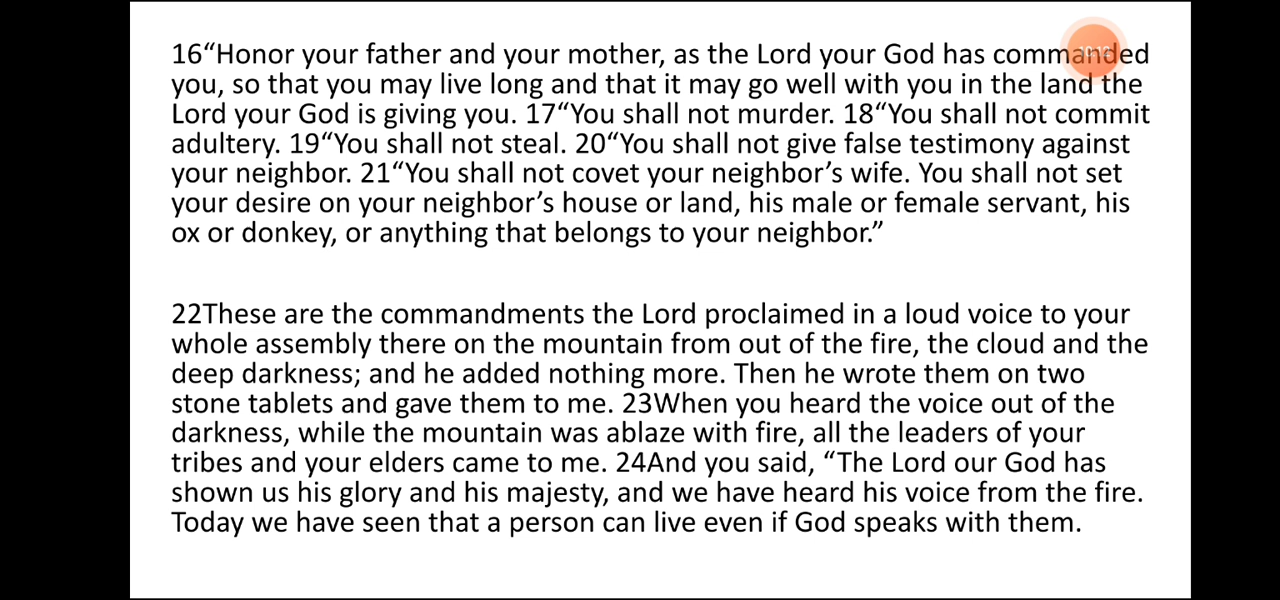 16“Honor your father and your mother, as the Lord your God has commanded
you, so that you may live long and that it may go well with you in the land the
Lord your God is giving you. 17“You shall not murder. 18“You shall not commit
adultery. 19“You shall not steal. 20“You shall not give false testimony against
your neighbor. 21“You shall not covet your neighbor’s wife. You shall not set
your desire on your neighbor’s house or land, his male or female servant, his
ox or donkey, or anything that belongs to your neighbor.”
22These are the commandments the Lord proclaimed in a loud voice to your
whole assembly there on the mountain from out of the fire, the cloud and the
deep darkness; and he added nothing more. Then he wrote them on two
stone tablets and gave them to me. 23When you heard the voice out of the
darkness, while the mountain was ablaze with fire, all the leaders of your
tribes and your elders came to me. 24And you said, “The Lord our God has
shown us his glory and his majesty, and we have heard his voice from the fire.
Today we have seen that a person can live even if God speaks with them.